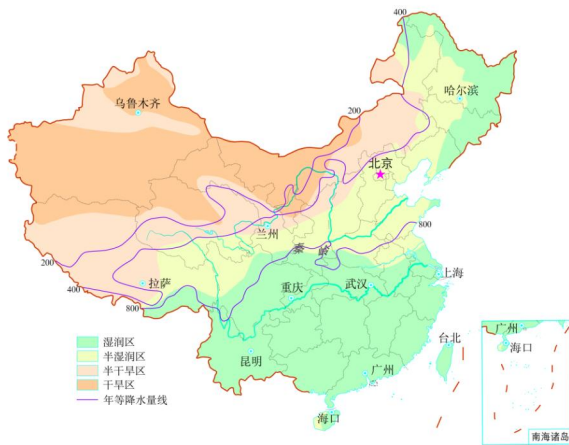 400
哈尔滨
乌鲁木齐
200
北京
兰州
800
秦
岭
200
400
拉萨
800
上海
重庆
武汉
湿润区
半湿润区
半干旱区
干旱区
年等降水量线
昆明
广州
台北
海口
广州
海口
南海诸岛